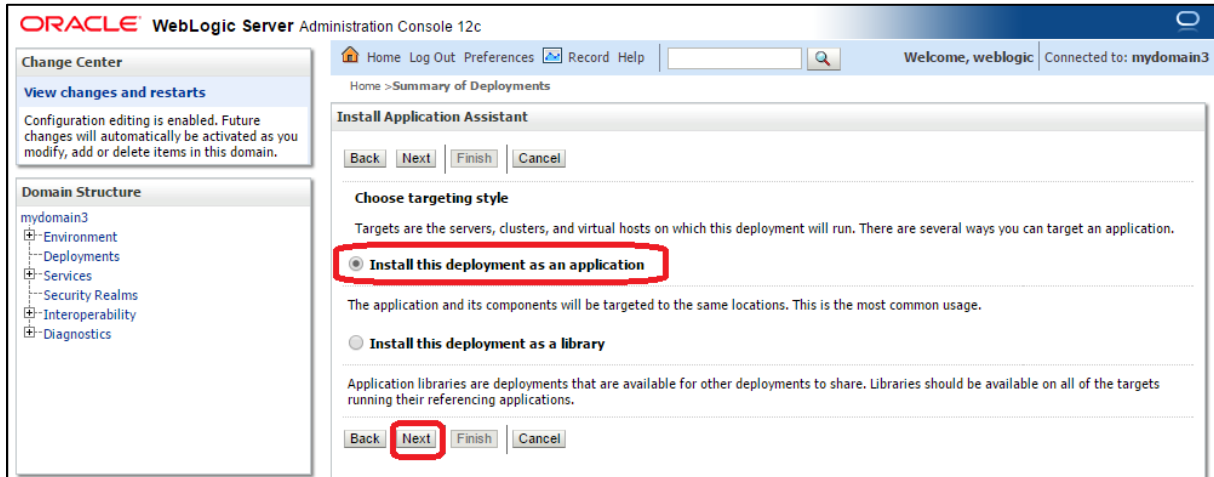 ORACLE WebLogic Server Administration Console 12c
Change Center
View changes and restarts
Configuration editing is enabled. Future
changes will automatically be activated as you
modify, add or delete items in this domain.
Domain Structure
mydomain3
Environment
Deployments
Services
Security Realms
Interoperability
Diagnostics
Home Log Out Preferences Record Help
Welcome, weblogic Connected to: mydomain3
Home >Summary of Deployments
Install Application Assistant
Back Next Finish Cancel
Choose targeting style
Targets are the servers, clusters, and virtual hosts on which this deployment will run. There are several ways you can target an application.
Install this deployment as an application
The application and its components will be targeted to the same locations. This is the most common usage.
Install this deployment as a library
Application libraries are deployments that are available for other deployments to share. Libraries should be available on all of the targets
running their referencing applications.
Back Next Finish Cancel